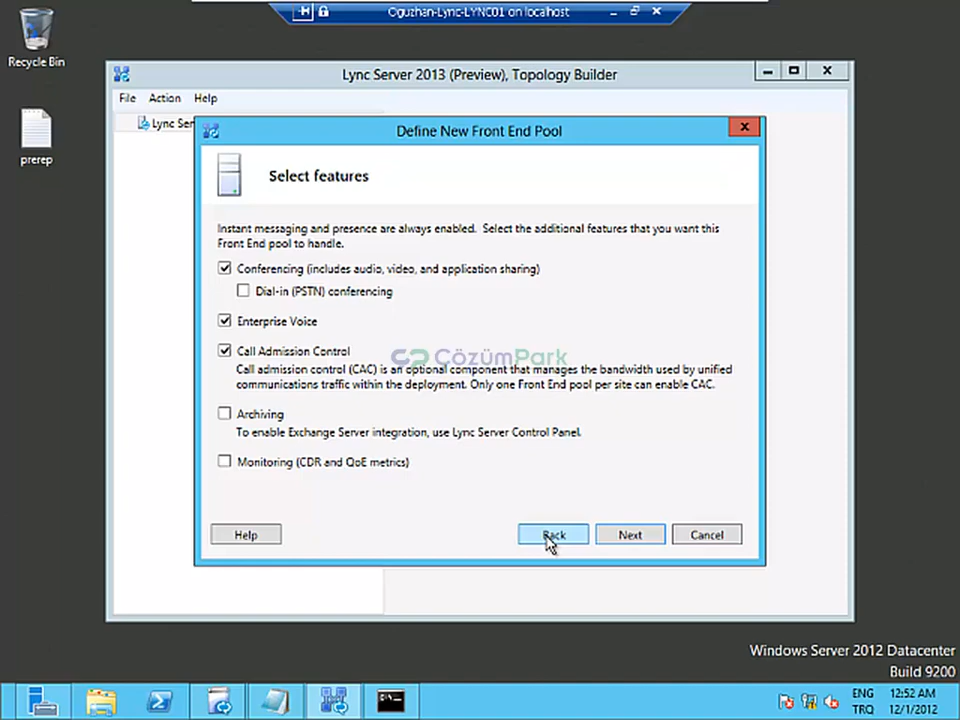 Oguzhan-Lync-LYNC01 on localhost
Recycle Bin
prerep
Lync Server 2013 (Preview), Topology Builder
File Action Help
Lync Ser
Define New Front End Pool
Select features
Instant messaging and presence are always enabled. Select the additional features that you want this
Front End pool to handle.
Conferencing (includes audio, video, and application sharing)
Dial-in (PSTN) conferencing
Enterprise Voice
Call Admission Control
ÇözümPark
Call admission control (CAC) is an optional component that manages the bandwidth used by unified
communications traffic within the deployment. Only one Front End pool per site can enable CAC.
Archiving
To enable Exchange Server integration, use Lync Server Control Panel.
Monitoring (CDR and QoE metrics)
Help Back Next Cancel
Windows Server 2012 Datacenter
Build 9200
ENG 12:52 AM
TRQ 12/1/2012